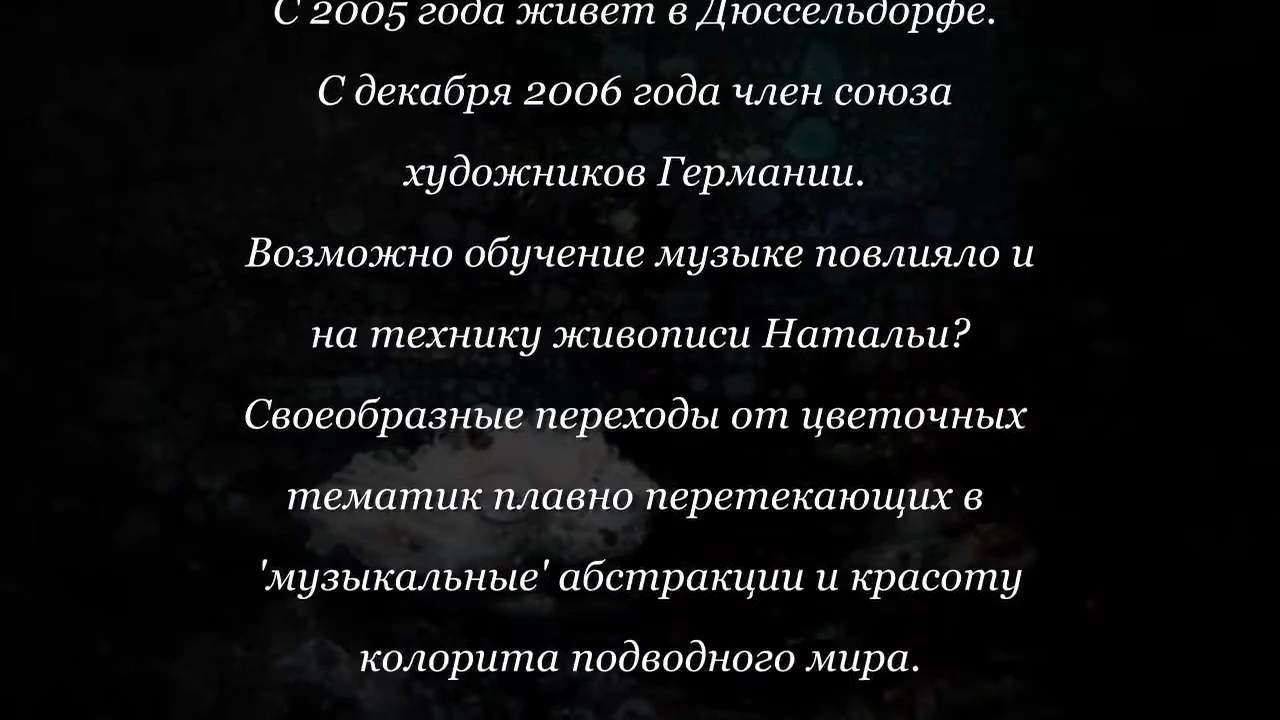 С 2005 года живет в Дюссельдорфе.
С декабря 2006 года член союза
художников Германии.
Возможно обучение музыке повлияло и
на технику живописи Натальи?
Своеобразные переходы от цветочных
тематик плавно перетекающих в
'музыкальные' абстракции и красоту
колорита подводного мира.